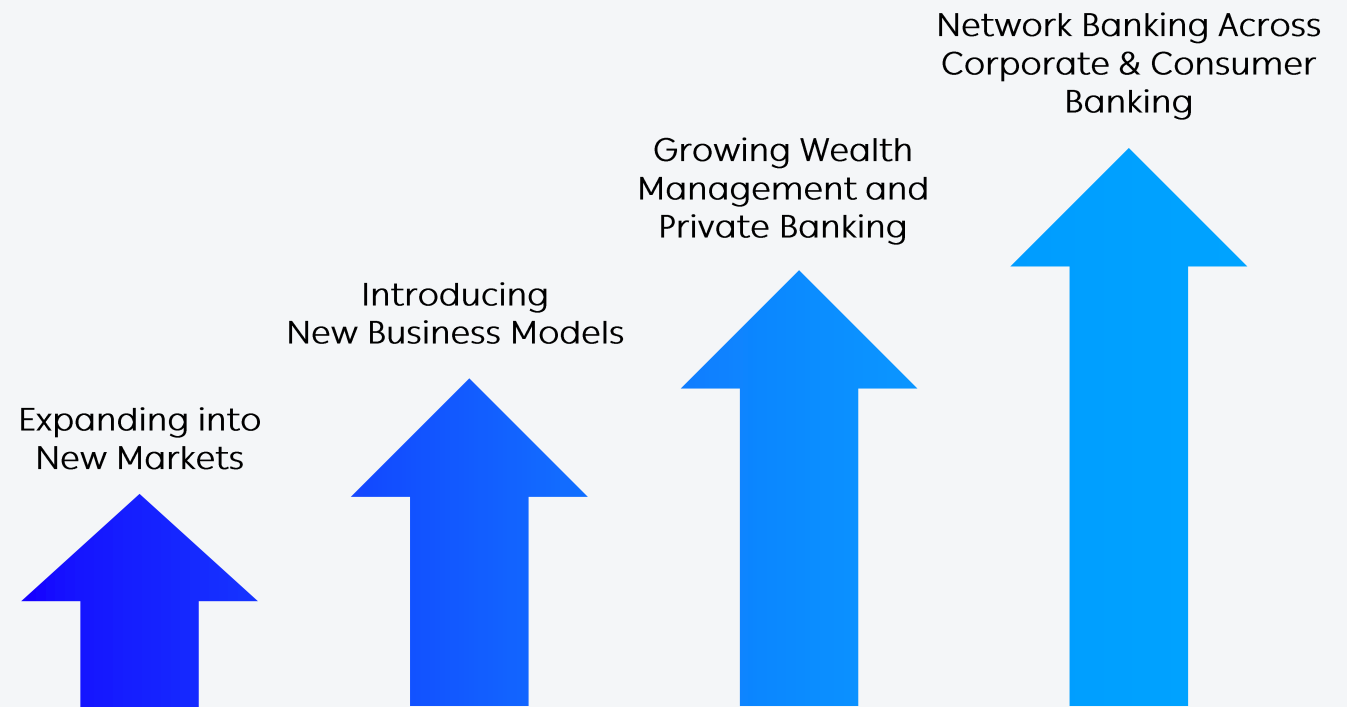 Expanding into
New Markets
Introducing
New Business Models
Growing Wealth
Management and
Private Banking
Network Banking Across
Corporate & Consumer
Banking